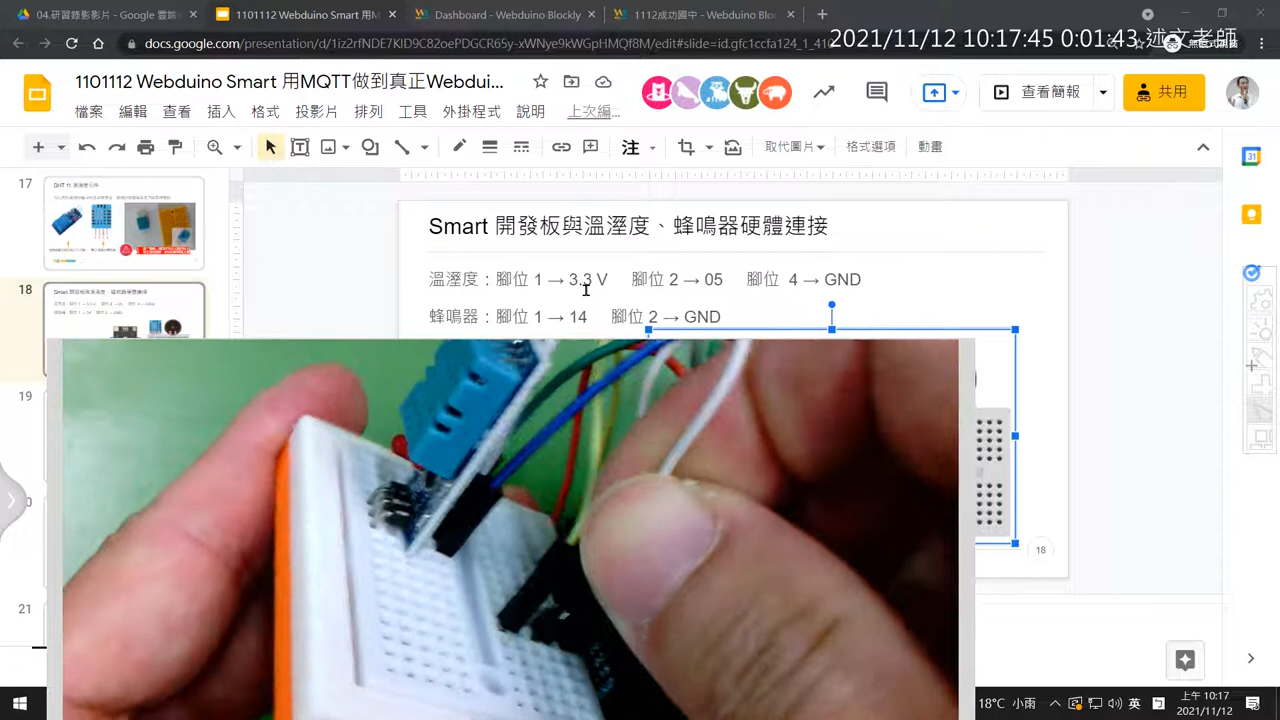 04.研習錄影影片 - Google 雲端
1101112 Webduino Smart 用M
Dashboard - Webduino Blockly
1112成功國中 - Webduino Bloc
docs.google.com/presentation/d/1iz2rfNDE7KID9C82oePDGCR65y-xWNye9kWGpHMQf8M/edit#slide=id.gfc1ccfa124_1_410
2021/11/12 10:17:45 0:01:43 述文老師
1101112 Webduino Smart 用MQTT做到真正Webdui...
檔案 編輯 查看 插入 格式 投影片 排列 工具 外掛程式 說明 上次編...
查看簡報
共用
注
取代圖片
格式選項
動畫
17
18
19
21
Smart 開發板與溫溼度、蜂鳴器硬體連接
溫溼度：腳位 1 → 3.3 V 腳位 2 → 05 腳位 4 → GND
蜂鳴器：腳位 1 → 14 腳位 2 → GND
18
31
18°C 小雨
英
上午 10:17
2021/11/12